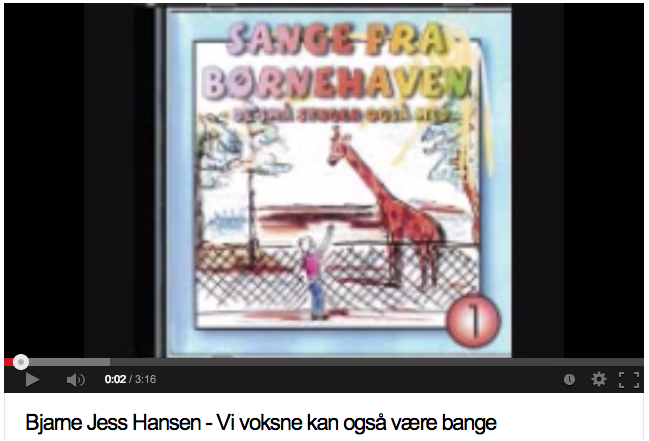 SANGE FRA
BØRNEHAVEN
- DE SMÅ SYNGER OGSÅ MED -
1
0:02 / 3:16
Bjarne Jess Hansen - Vi voksne kan også være bange